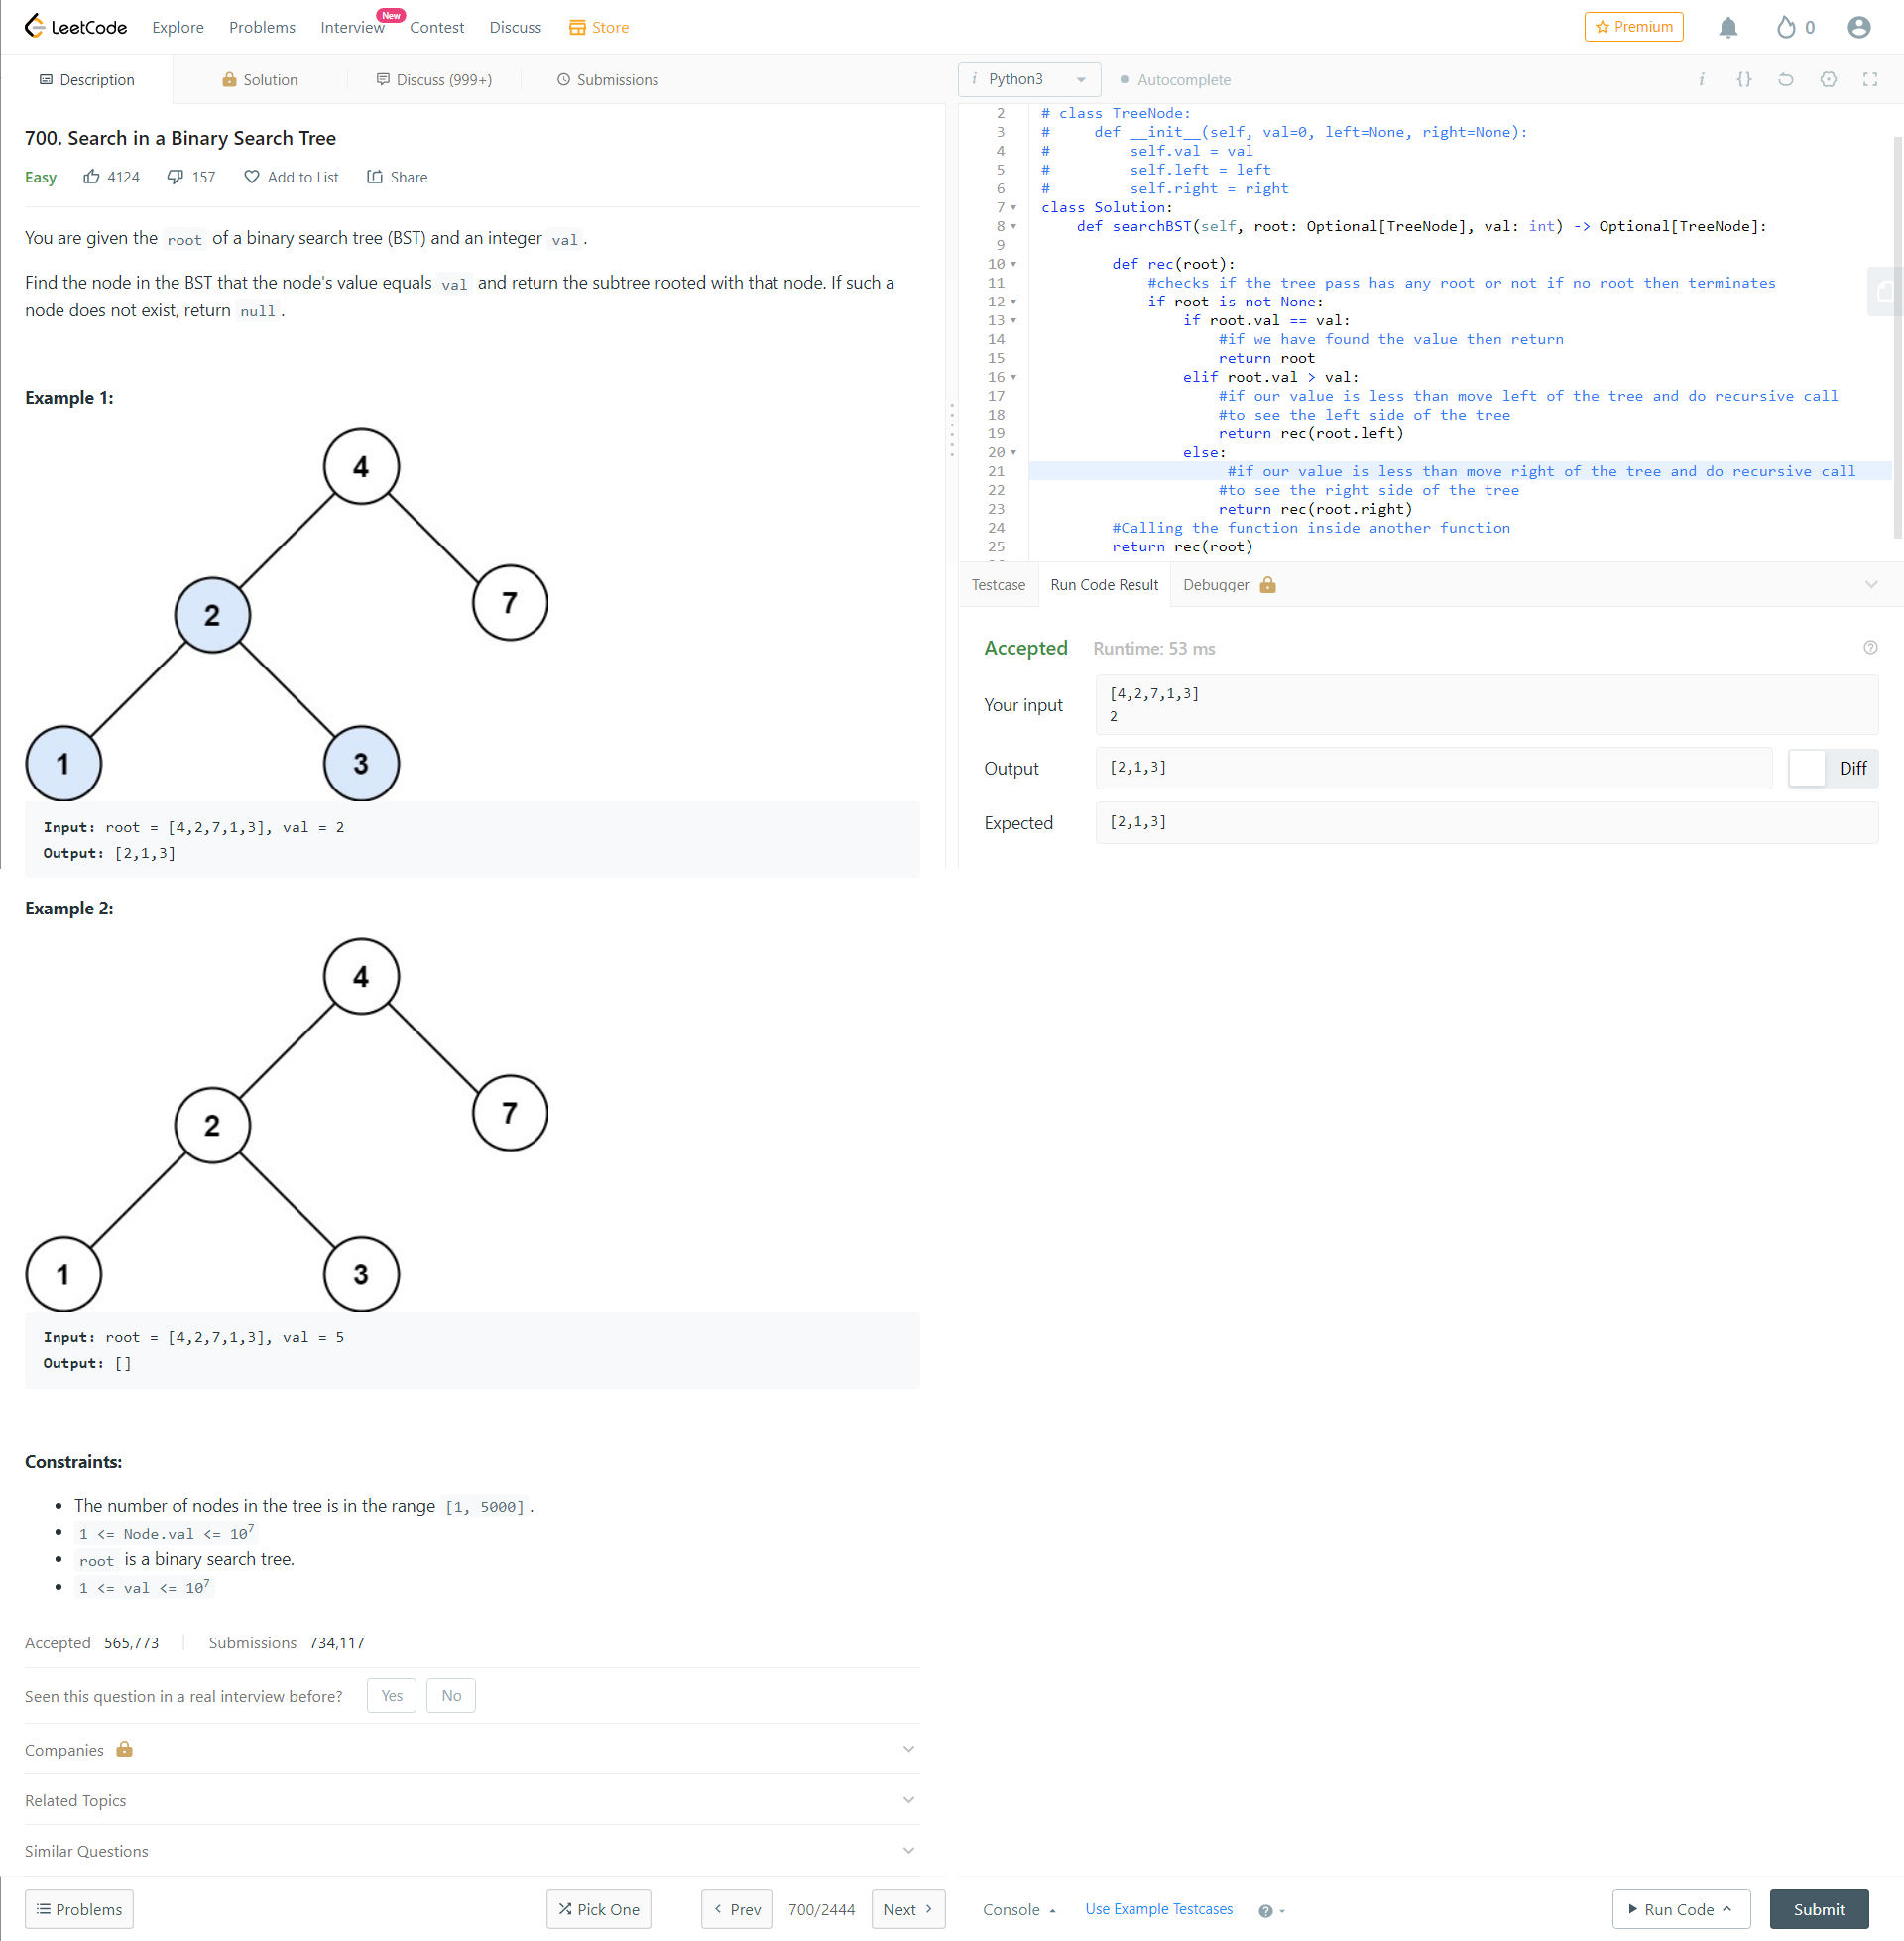 LeetCode Explore Problems Interview New Contest Discuss Store Premium 0
Description Solution Discuss (999+) Submissions
700. Search in a Binary Search Tree
Easy 4124 157 Add to List Share
You are given the root of a binary search tree (BST) and an integer val .
Find the node in the BST that the node's value equals val and return the subtree rooted with that node. If such a
node does not exist, return null .
Example 1:
4
2
7
1
3
Input: root = [4,2,7,1,3], val = 2
Output: [2,1,3]
Example 2:
4
2
7
1
3
Input: root = [4,2,7,1,3], val = 5
Output: []
Constraints:
• The number of nodes in the tree is in the range [1, 5000] .
• 1 <= Node.val <= 10⁷
• root is a binary search tree.
• 1 <= val <= 10⁷
Accepted 565,773 Submissions 734,117
Seen this question in a real interview before? Yes No
Companies
Related Topics
Similar Questions
Problems Pick One Prev 700/2444 Next
i Python3 Autocomplete i {}
2 # class TreeNode:
3 #     def __init__(self, val=0, left=None, right=None):
4 #         self.val = val
5 #         self.left = left
6 #         self.right = right
7 class Solution:
8     def searchBST(self, root: Optional[TreeNode], val: int) -> Optional[TreeNode]:
9
10         def rec(root):
11             #checks if the tree pass has any root or not if no root then terminates
12             if root is not None:
13                 if root.val == val:
14                     #if we have found the value then return
15                     return root
16                 elif root.val > val:
17                     #if our value is less than move left of the tree and do recursive call
18                     #to see the left side of the tree
19                     return rec(root.left)
20                 else:
21                      #if our value is less than move right of the tree and do recursive call
22                     #to see the right side of the tree
23                     return rec(root.right)
24         #Calling the function inside another function
25         return rec(root)
Testcase Run Code Result Debugger
Accepted Runtime: 53 ms
Your input
[4,2,7,1,3]
2
Output [2,1,3] Diff
Expected [2,1,3]
Console Use Example Testcases Run Code Submit